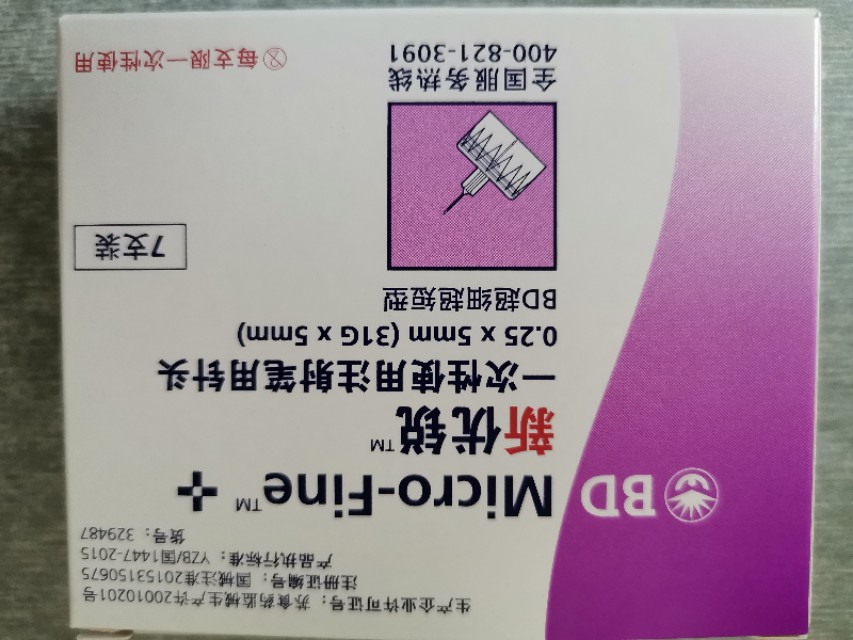 生产企业许可证号：苏食药监械生产许20010201号
注册证编号：国械注准20153150675
产品执行标准：YZB/国1447-2015
货号：329487
BD Micro-Fine™ +
新优锐™
一次性使用注射笔用针头
0.25 x 5mm (31G x 5mm)
BD超细超短型
7支装
全国服务热线
400-821-3091
每支限一次性使用